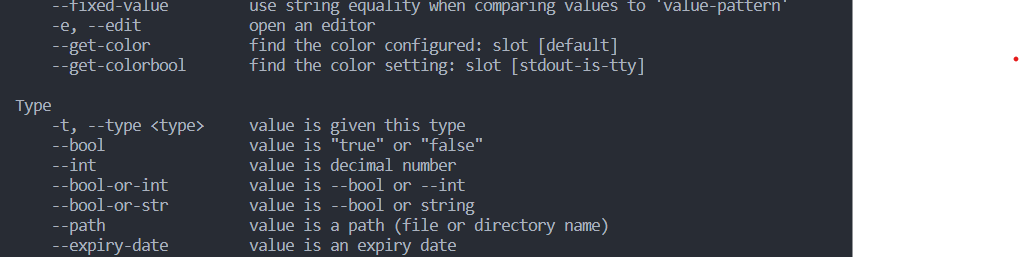 --fixed-value use string equality when comparing values to 'value-pattern'
-e, --edit open an editor
--get-color find the color configured: slot [default]
--get-colorbool find the color setting: slot [stdout-is-tty]
Type
-t, --type <type> value is given this type
--bool value is "true" or "false"
--int value is decimal number
--bool-or-int value is --bool or --int
--bool-or-str value is --bool or string
--path value is a path (file or directory name)
--expiry-date value is an expiry date